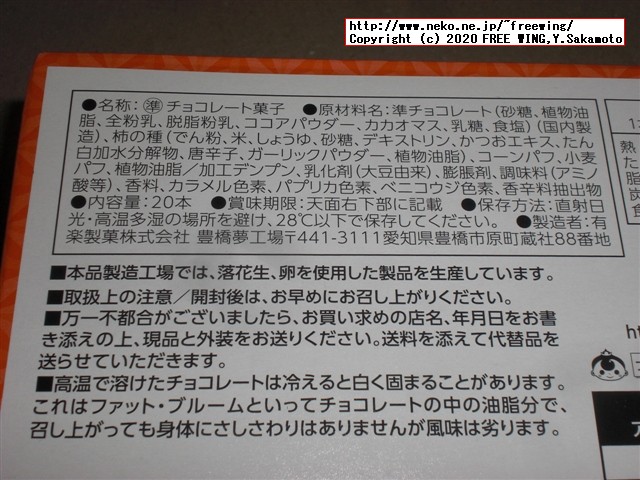 http://www.neko.ne.jp/~freewing/
Copyright (c) 2020 FREE WING,Y.Sakamoto
●名称：㊜チョコレート菓子　●原材料名：準チョコレート（砂糖、植物油
脂、全粉乳、脱脂粉乳、ココアパウダー、カカオマス、乳糖、食塩）（国内製
造）、柿の種（でん粉、米、しょうゆ、砂糖、デキストリン、かつおエキス、たん
白加水分解物、唐辛子、ガーリックパウダー、植物油脂）、コーンパフ、小麦
パフ、植物油脂／加工デンプン、乳化剤（大豆由来）、膨脹剤、調味料（アミノ
酸等）、香料、カラメル色素、パプリカ色素、ベニコウジ色素、香辛料抽出物
●内容量：20本　●賞味期限：天面右下部に記載　●保存方法：直射日
光・高温多湿の場所を避け、28℃以下で保存してください。　●製造者：有
楽製菓株式会社　豊橋夢工場〒441-3111愛知県豊橋市原町蔵社88番地
■本品製造工場では、落花生、卵を使用した製品を生産しています。
■取扱上の注意／開封後は、お早めにお召し上がりください。
■万一不都合がございましたら、お買い求めの店名、年月日をお書
き添えの上、現品と外装をお送りください。送料を添えて代替品を
送らせていただきます。
■高温で溶けたチョコレートは冷えると白く固まることがあります。
これはファット・ブルームといってチョコレートの中の油脂分で、
召し上がっても身体にさしさわりはありませんが風味は劣ります。
熱
た
脂
炭
食
ht